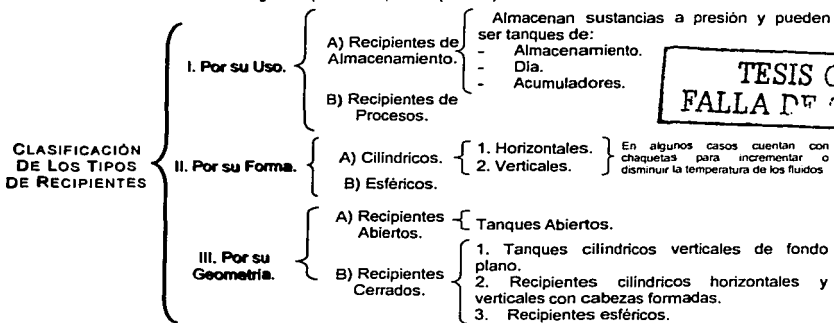 CLASIFICACIÓN
DE LOS TIPOS
DE RECIPIENTES
I. Por su Uso.
A) Recipientes de
Almacenamiento.
Almacenan sustancias a presión y pueden
ser tanques de:
- Almacenamiento.
- Día.
- Acumuladores.
B) Recipientes de
Procesos.
TESIS
FALLA DE
II. Por su Forma.
A) Cilíndricos.
1. Horizontales.
2. Verticales.
En algunos casos cuentan con
chaquetas para incrementar o
disminuir la temperatura de los fluidos
B) Esféricos.
III. Por su
Geometría.
A) Recipientes
Abiertos.
Tanques Abiertos.
B) Recipientes
Cerrados.
1. Tanques cilíndricos verticales de fondo
plano.
2. Recipientes cilíndricos horizontales y
verticales con cabezas formadas.
3. Recipientes esféricos.